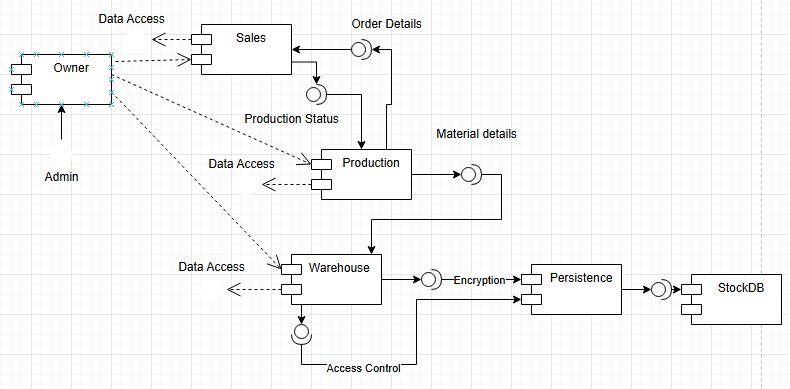 Data Access
Order Details
Sales
Owner
Production Status
Material details
Data Access
Production
Admin
Data Access
Warehouse
Encryption
Persistence
StockDB
Access Control